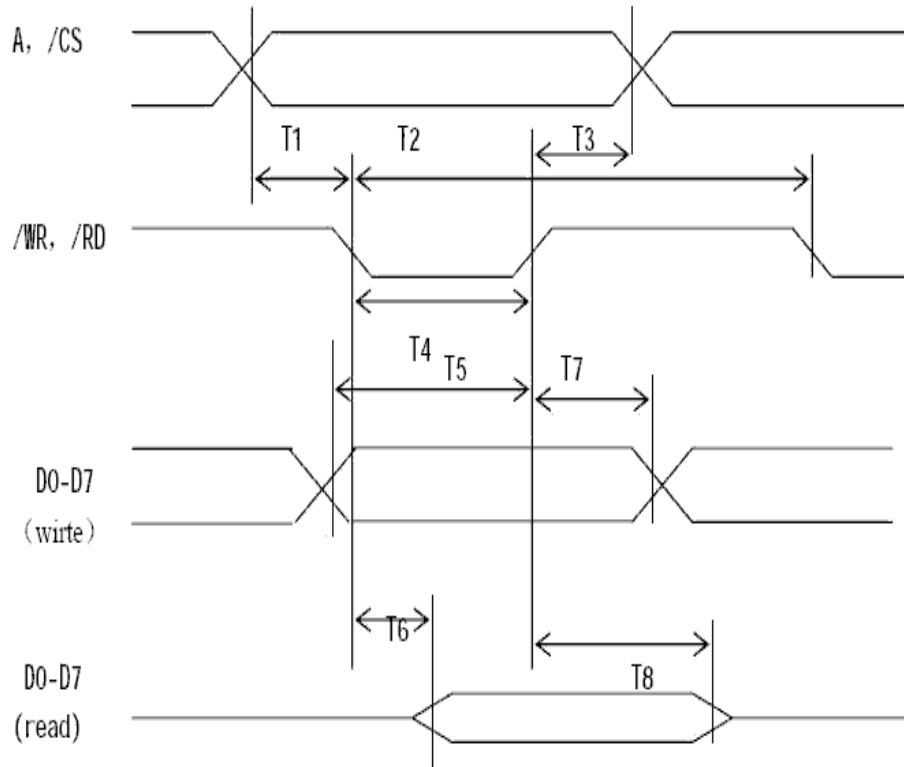 A, /CS
T1
T2
T3
/WR, /RD
T4
T5
T7
D0-D7
（wirte）
T6
D0-D7
T8
(read)